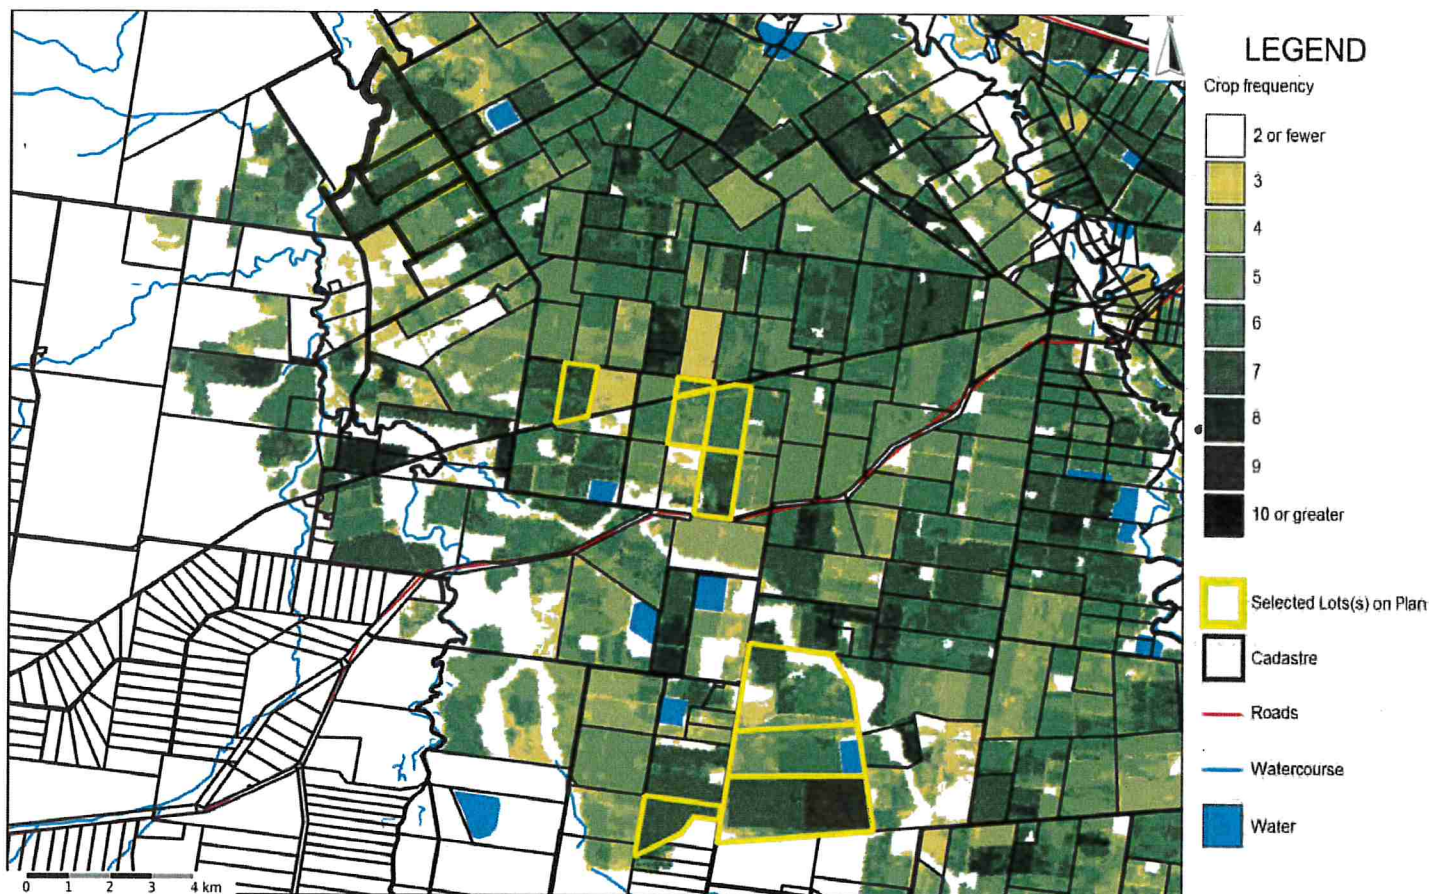 LEGEND
Crop frequency
2 or fewer
3
4
5
6
7
8
9
10 or greater
Selected Lots(s) on Plan
Cadastre
Roads
Watercourse
Water
0 1 2 3 4 km